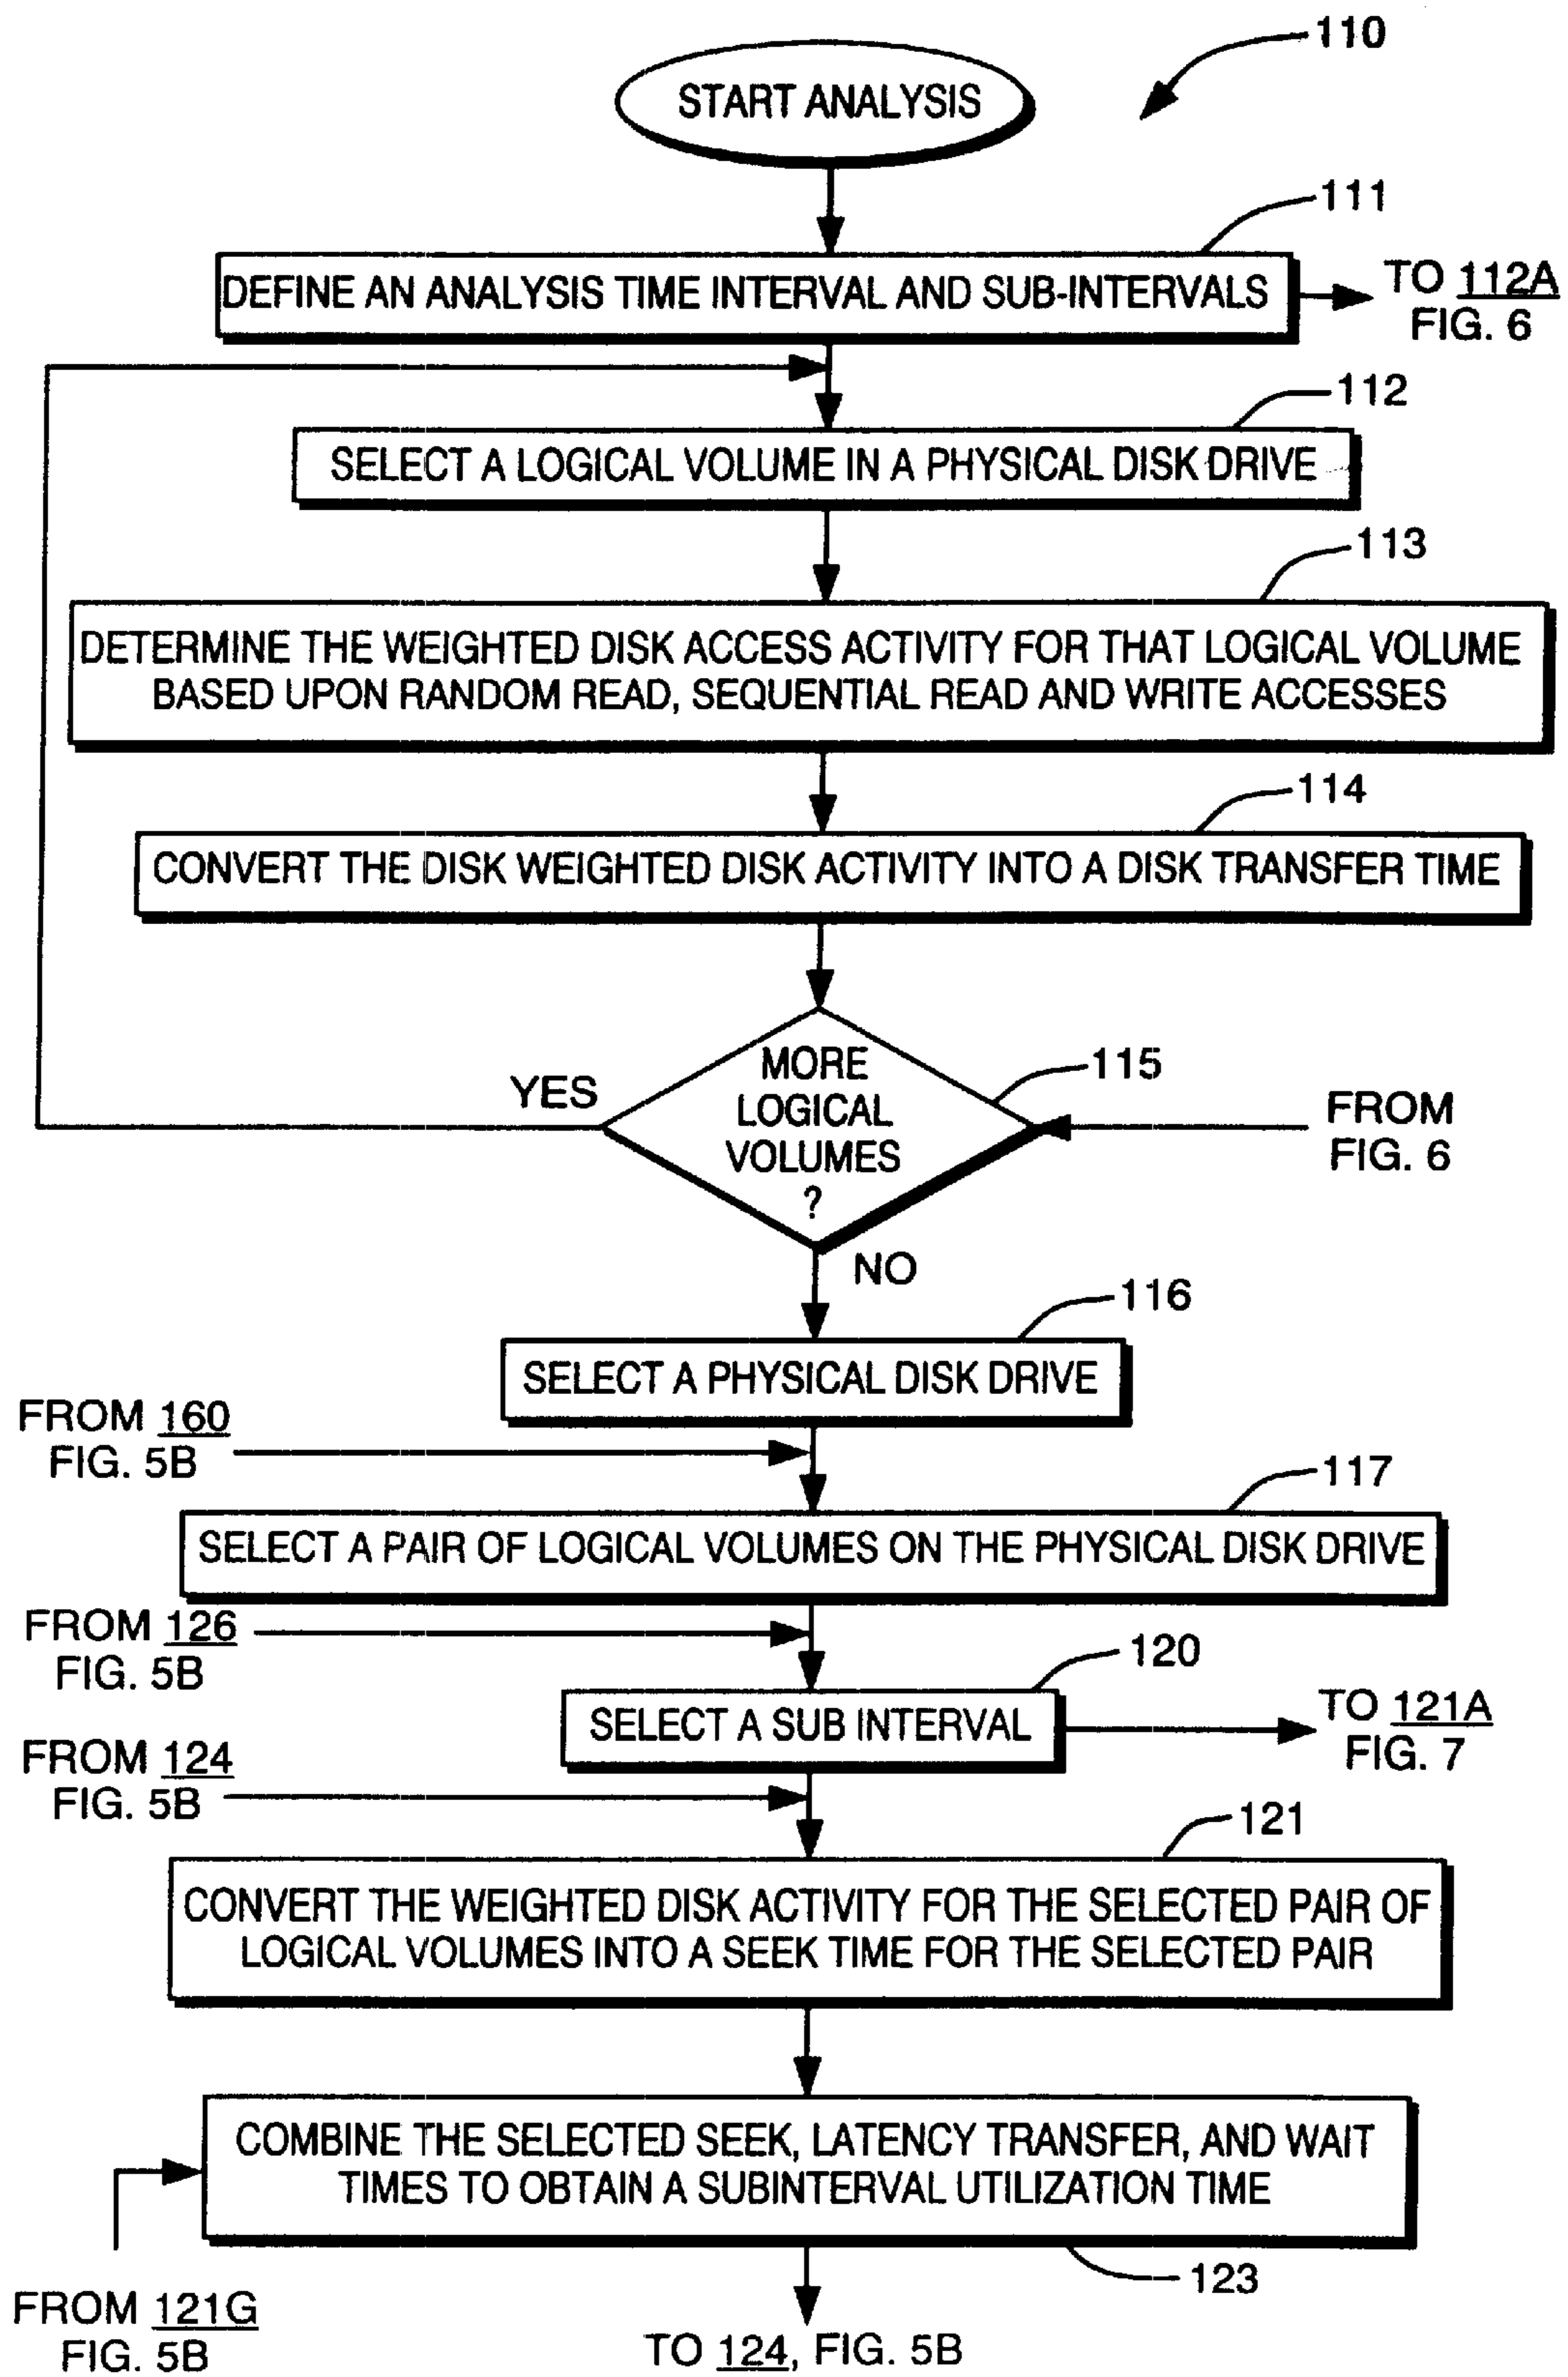 110
START ANALYSIS
111
DEFINE AN ANALYSIS TIME INTERVAL AND SUB-INTERVALS
TO 112A
FIG. 6
112
SELECT A LOGICAL VOLUME IN A PHYSICAL DISK DRIVE
113
DETERMINE THE WEIGHTED DISK ACCESS ACTIVITY FOR THAT LOGICAL VOLUME
BASED UPON RANDOM READ, SEQUENTIAL READ AND WRITE ACCESSES
114
CONVERT THE DISK WEIGHTED DISK ACTIVITY INTO A DISK TRANSFER TIME
115
MORE
LOGICAL
VOLUMES
?
YES
FROM
FIG. 6
NO
116
SELECT A PHYSICAL DISK DRIVE
FROM 160
FIG. 5B
117
SELECT A PAIR OF LOGICAL VOLUMES ON THE PHYSICAL DISK DRIVE
FROM 126
FIG. 5B
120
SELECT A SUB INTERVAL
TO 121A
FIG. 7
FROM 124
FIG. 5B
121
CONVERT THE WEIGHTED DISK ACTIVITY FOR THE SELECTED PAIR OF
LOGICAL VOLUMES INTO A SEEK TIME FOR THE SELECTED PAIR
COMBINE THE SELECTED SEEK, LATENCY TRANSFER, AND WAIT
TIMES TO OBTAIN A SUBINTERVAL UTILIZATION TIME
123
FROM 121G
FIG. 5B
TO 124, FIG. 5B